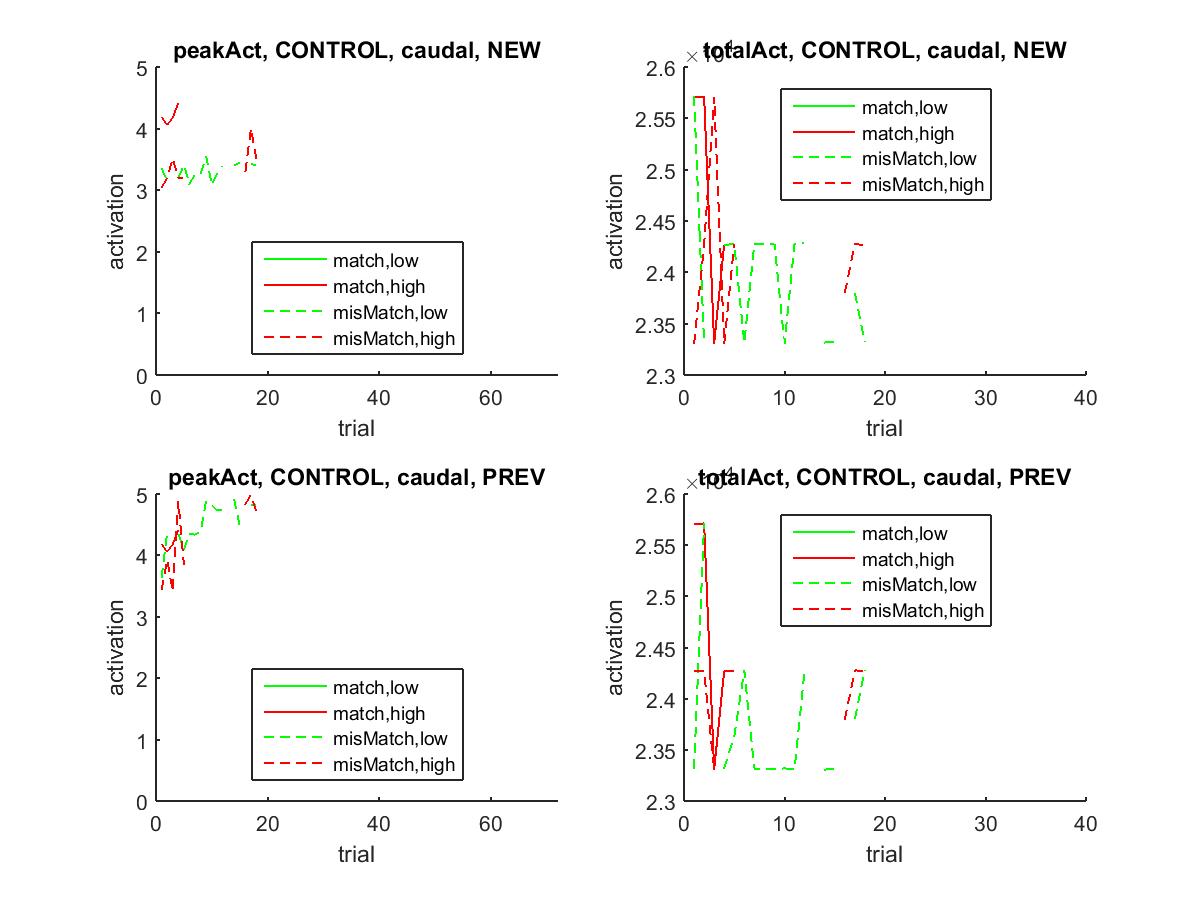 peakAct, CONTROL, caudal, NEW
5
4
3
2
1
0
activation
match,low
match,high
misMatch,low
misMatch,high
0 20 40 60
trial
totalAct, CONTROL, caudal, NEW
2.6
2.55
2.5
2.45
2.4
2.35
2.3
activation
match,low
match,high
misMatch,low
misMatch,high
0 10 20 30 40
trial
peakAct, CONTROL, caudal, PREV
5
4
3
2
1
0
activation
match,low
match,high
misMatch,low
misMatch,high
0 20 40 60
trial
totalAct, CONTROL, caudal, PREV
2.6
2.55
2.5
2.45
2.4
2.35
2.3
activation
match,low
match,high
misMatch,low
misMatch,high
0 10 20 30 40
trial